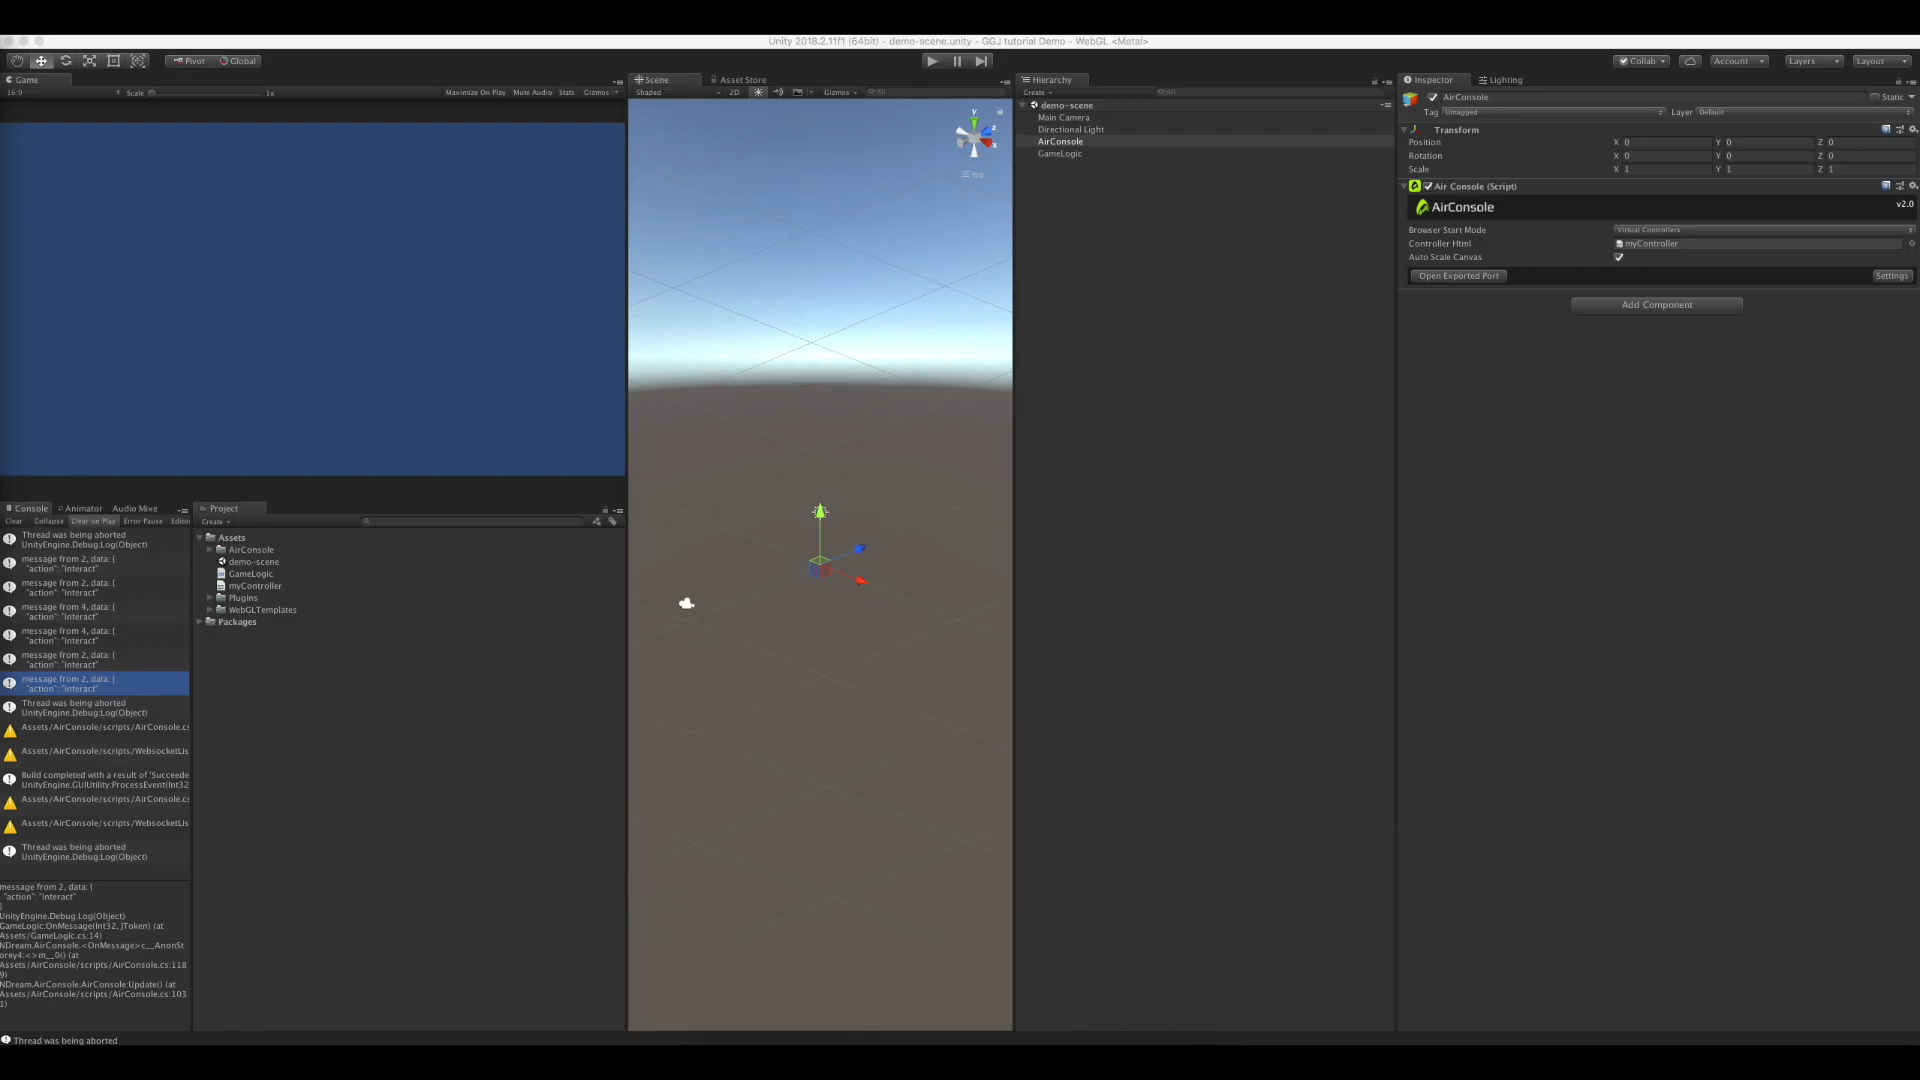 Unity 2018.2.11f1 (64bit) - demo-scene.unity - GGJ tutorial Demo - WebGL <Metal>
Pivot Global
Collab Account Layers Layout
Game
16:9 Scale 1x Maximize On Play Mute Audio Stats Gizmos
Scene Asset Store
Shaded 2D Gizmos All
Y
Z
X
Iso
Hierarchy
Create All
demo-scene
Main Camera
Directional Light
AirConsole
GameLogic
Inspector Lighting
AirConsole Static
Tag Untagged Layer Default
Transform
Position X 0 Y 0 Z 0
Rotation X 0 Y 0 Z 0
Scale X 1 Y 1 Z 1
Air Console (Script)
AirConsole v2.0
Browser Start Mode Virtual Controllers
Controller Html myController
Auto Scale Canvas
Open Exported Port Settings
Add Component
Console Animator Audio Mixe
Clear Collapse Clear on Play Error Pause Editor
Thread was being aborted
UnityEngine.Debug:Log(Object)
message from 2, data: {
"action": "interact"
message from 2, data: {
"action": "interact"
message from 4, data: {
"action": "interact"
message from 4, data: {
"action": "interact"
message from 2, data: {
"action": "interact"
message from 2, data: {
"action": "interact"
Thread was being aborted
UnityEngine.Debug:Log(Object)
Assets/AirConsole/scripts/AirConsole.cs
Assets/AirConsole/scripts/WebsocketLis
Build completed with a result of 'Succeede
UnityEngine.GUIUtility:ProcessEvent(Int32
Assets/AirConsole/scripts/AirConsole.cs
Assets/AirConsole/scripts/WebsocketLis
Thread was being aborted
UnityEngine.Debug:Log(Object)
message from 2, data: {
"action": "interact"
}
UnityEngine.Debug:Log(Object)
GameLogic:OnMessage(Int32, JToken) (at
Assets/GameLogic.cs:14)
NDream.AirConsole.<OnMessage>c__AnonSt
orey4:<>m__0() (at
Assets/AirConsole/scripts/AirConsole.cs:118
9)
NDream.AirConsole.AirConsole:Update() (at
Assets/AirConsole/scripts/AirConsole.cs:103
1)
Project
Create
Assets
AirConsole
demo-scene
GameLogic
myController
Plugins
WebGLTemplates
Packages
Thread was being aborted